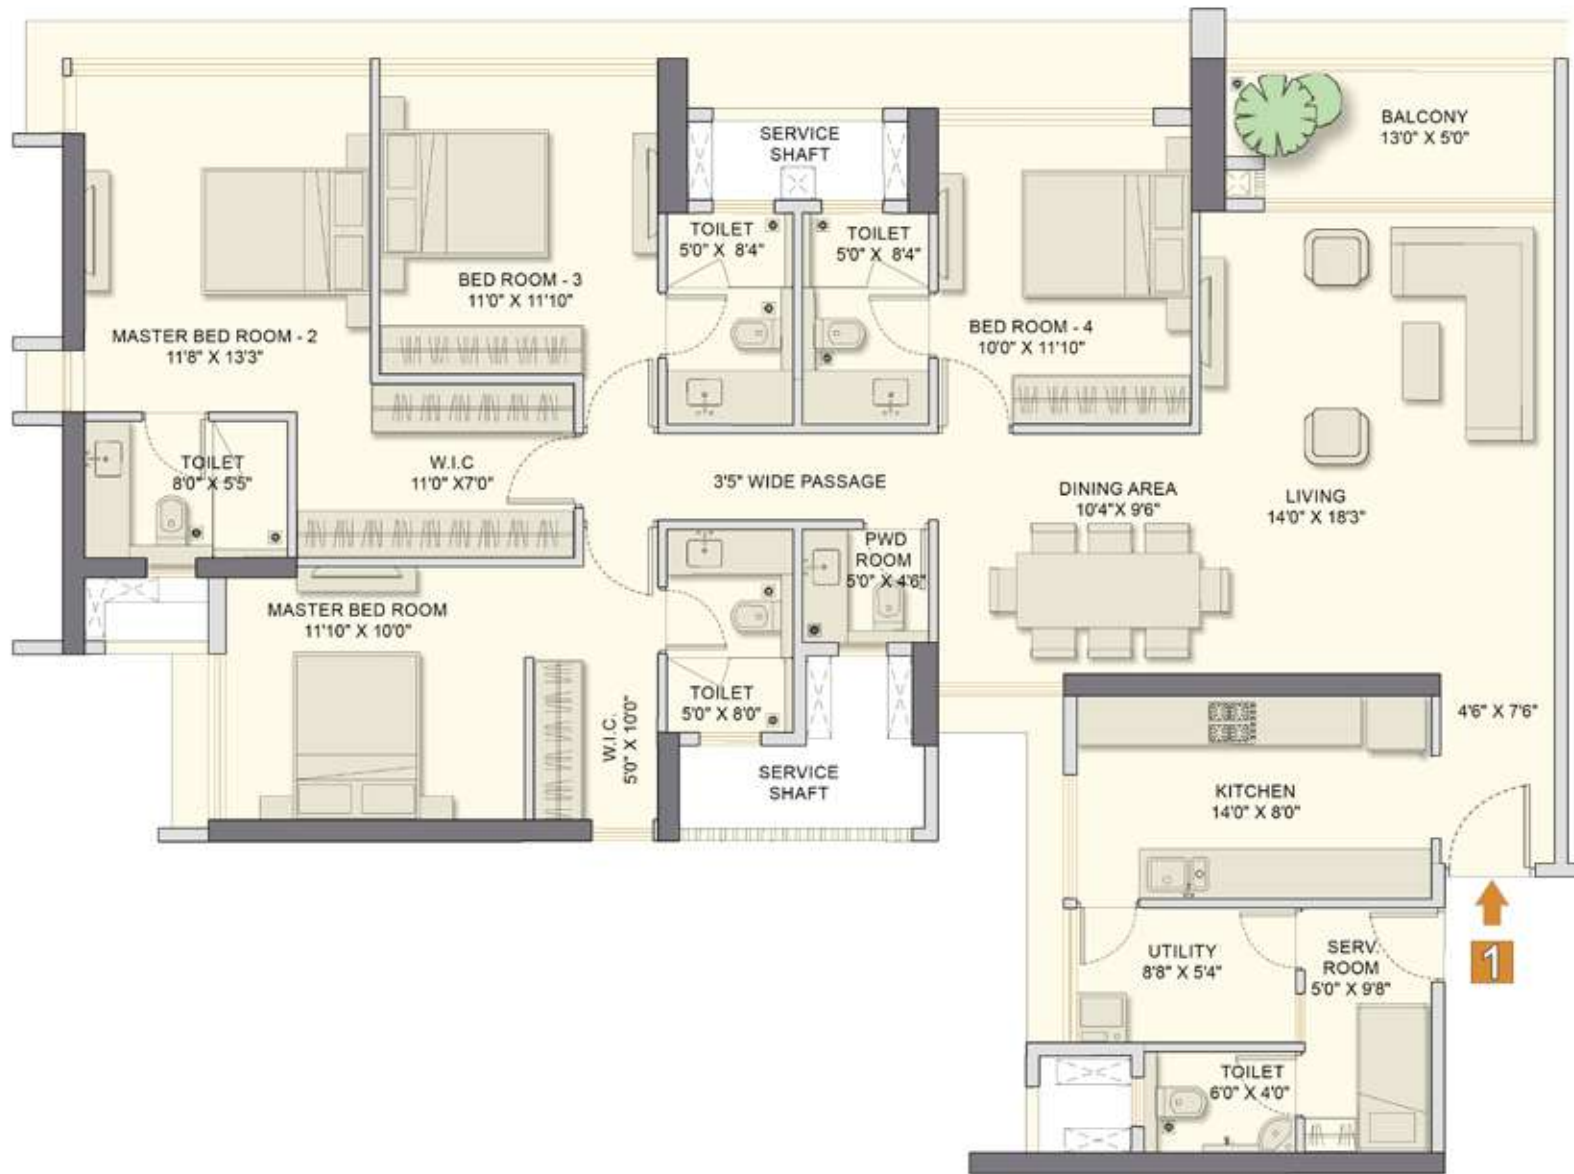 SERVICE
SHAFT
BALCONY
13'0" X 5'0"
TOILET
5'0" X 8'4"
TOILET
5'0" X 8'4"
BED ROOM - 3
11'0" X 11'10"
MASTER BED ROOM - 2
11'8" X 13'3"
BED ROOM - 4
10'0" X 11'10"
TOILET
8'0" X 5'5"
W.I.C
11'0" X7'0"
3'5" WIDE PASSAGE
DINING AREA
10'4"X 9'6"
LIVING
14'0" X 18'3"
PWD
ROOM
5'0" X 4'6"
MASTER BED ROOM
11'10" X 10'0"
TOILET
5'0" X 8'0"
W.I.C.
5'0" X 10'0"
4'6" X 7'6"
SERVICE
SHAFT
KITCHEN
14'0" X 8'0"
UTILITY
8'8" X 5'4"
SERV.
ROOM
5'0" X 9'8"
1
TOILET
6'0" X 4'0"